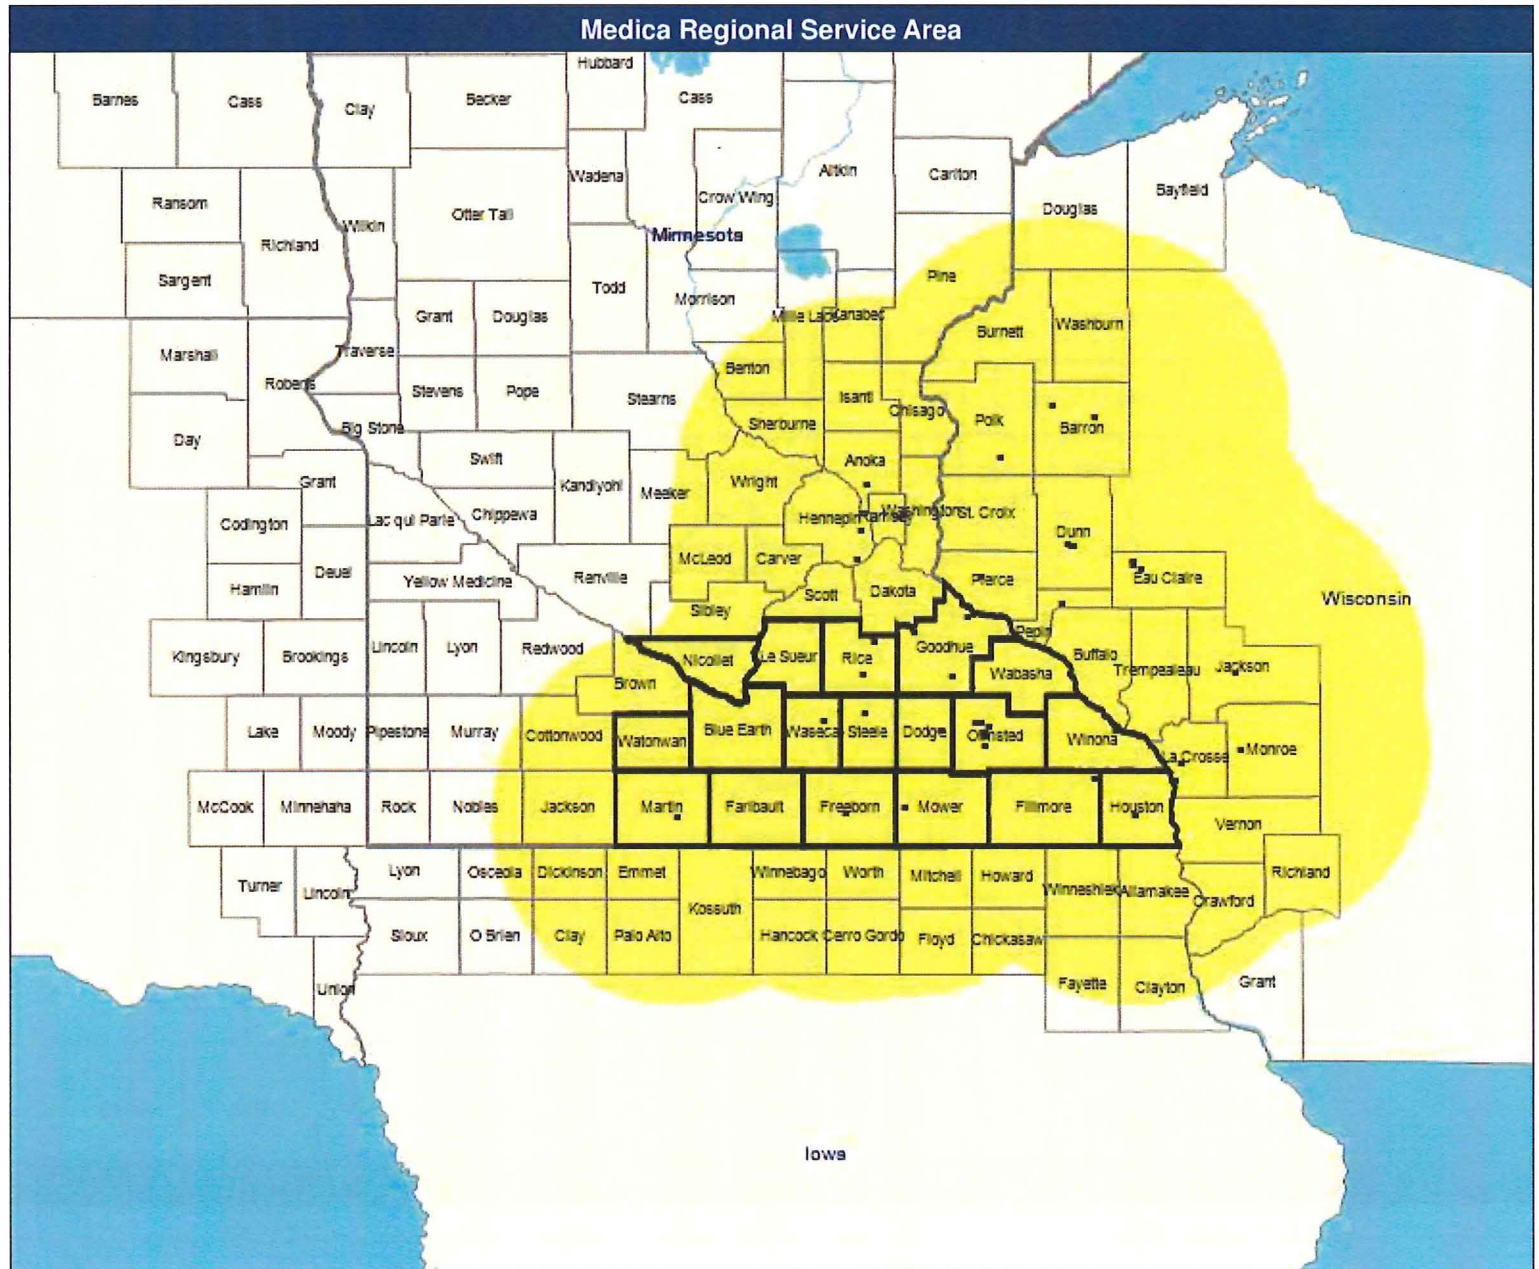 Medica Regional Service Area
Hubbard
Barnes
Cass
Clay
Becker
Cass
Wadena
Crow Wing
Aitkin
Carlton
Bayfield
Ransom
Otter Tail
Douglas
Wilkin
Richland
Minnesota
Sargent
Todd
Morrison
Pine
Grant
Douglas
Mille Lacs
Kanabec
Burnett
Washburn
Marshall
Traverse
Roberts
Stevens
Pope
Stearns
Benton
Isanti
Chisago
Polk
Barron
Day
Big Stone
Sherburne
Swift
Anoka
Grant
Kandiyohi
Meeker
Wright
Codington
Lac qui Parle
Chippewa
Hennepin
Ramsey
Washington
St. Croix
Dunn
Deuel
Hamlin
Yellow Medicine
Renville
McLeod
Carver
Scott
Dakota
Pierce
Eau Claire
Wisconsin
Sibley
Kingsbury
Brookings
Lincoln
Lyon
Redwood
Nicollet
Le Sueur
Rice
Goodhue
Pepin
Buffalo
Trempealeau
Jackson
Brown
Wabasha
Lake
Moody
Pipestone
Murray
Cottonwood
Watonwan
Blue Earth
Waseca
Steele
Dodge
Olmsted
Winona
La Crosse
Monroe
McCook
Minnehaha
Rock
Nobles
Jackson
Martin
Faribault
Freeborn
Mower
Fillmore
Houston
Vernon
Turner
Lincoln
Lyon
Osceola
Dickinson
Emmet
Winnebago
Worth
Mitchell
Howard
Winneshiek
Allamakee
Crawford
Richland
Kossuth
Sioux
O Brien
Clay
Palo Alto
Hancock
Cerro Gordo
Floyd
Chickasaw
Union
Fayette
Clayton
Grant
Iowa